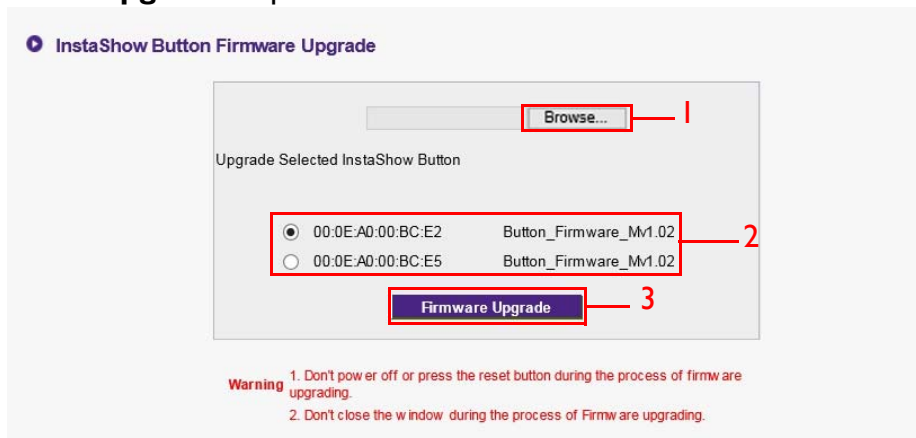 InstaShow Button Firmware Upgrade
Browse... 1
Upgrade Selected InstaShow Button
00:0E:A0:00:BC:E2 Button_Firmware_Mv1.02
2
00:0E:A0:00:BC:E5 Button_Firmware_Mv1.02
Firmware Upgrade 3
Warning 1. Don't power off or press the reset button during the process of firmware
upgrading.
2. Don't close the window during the process of Firmware upgrading.